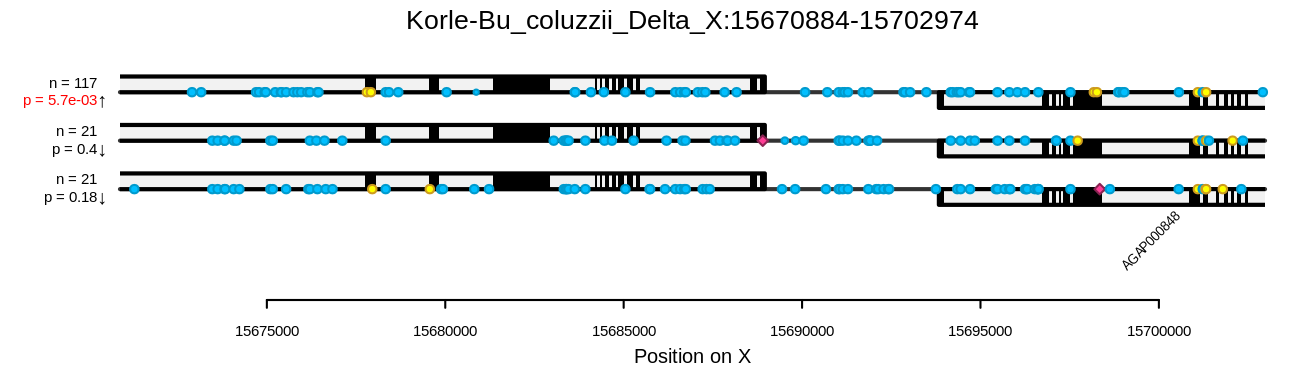 Korle-Bu_coluzzii_Delta_X:15670884-15702974
n = 117
p = 5.7e-03↑
n = 21
p = 0.4↓
n = 21
p = 0.18↓
AGAP000848
15675000 15680000 15685000 15690000 15695000 15700000
Position on X